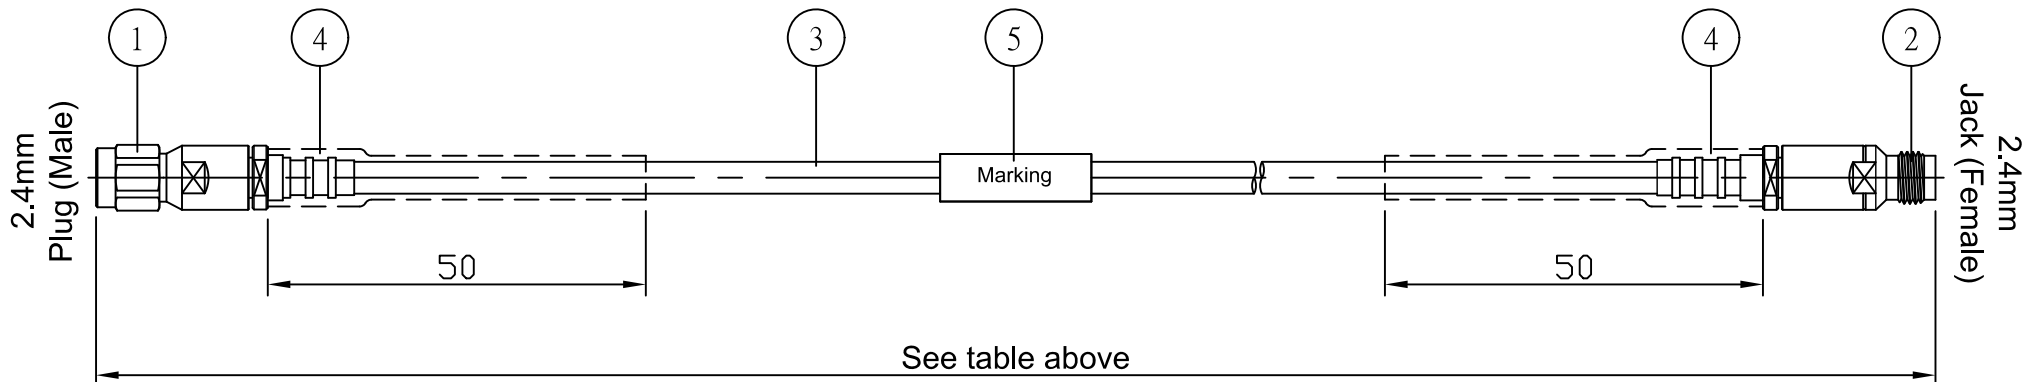 1
4
3
5
4
2
2.4mm
Plug (Male)
Marking
2.4mm
Jack (Female)
50
50
See table above